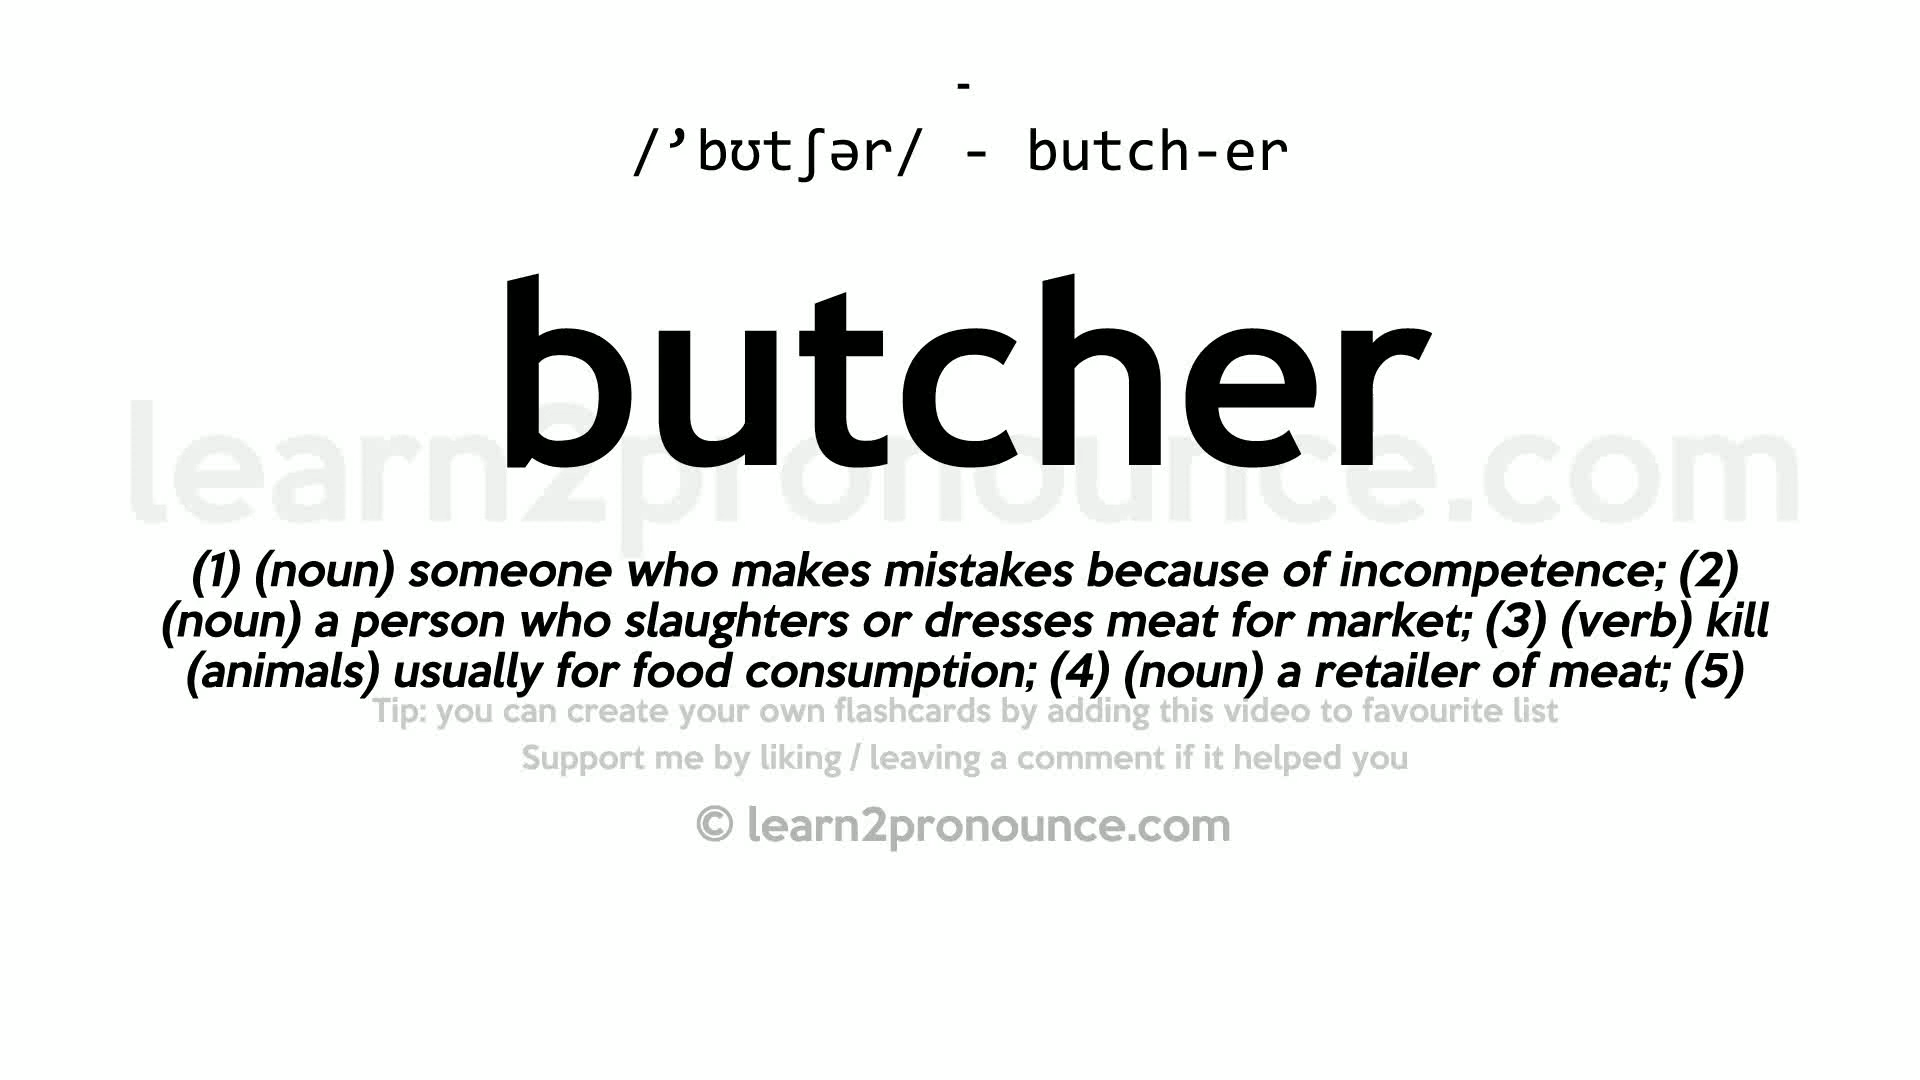 -
/’bʊtʃər/ - butch-er
butcher
learn2pronounce.com
(1) (noun) someone who makes mistakes because of incompetence; (2)
(noun) a person who slaughters or dresses meat for market; (3) (verb) kill
(animals) usually for food consumption; (4) (noun) a retailer of meat; (5)
Tip: you can create your own flashcards by adding this video to favourite list
Support me by liking / leaving a comment if it helped you
© learn2pronounce.com